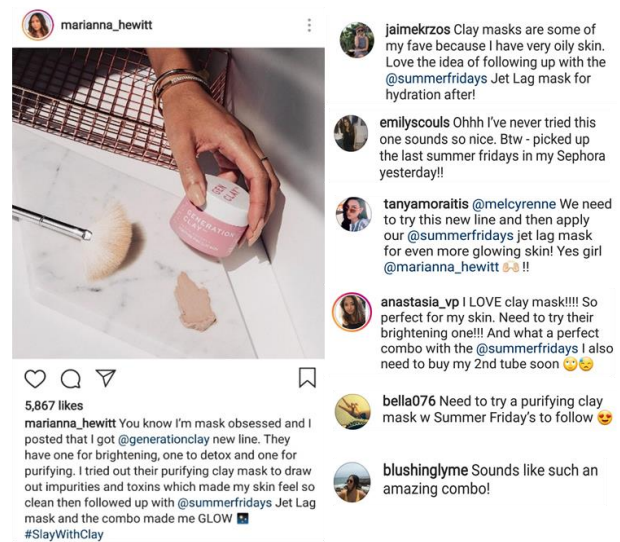 marianna_hewitt
GEN
CLAY
GENERATION
CLAY
5,867 likes
marianna_hewitt You know I'm mask obsessed and I
posted that I got @generationclay new line. They
have one for brightening, one to detox and one for
purifying. I tried out their purifying clay mask to draw
out impurities and toxins which made my skin feel so
clean then followed up with @summerfridays Jet Lag
mask and the combo made me GLOW 🌃
#SlayWithClay
jaimekrzos Clay masks are some of
my fave because I have very oily skin.
Love the idea of following up with the
@summerfridays Jet Lag mask for
hydration after!
emilyscouls Ohhh I've never tried this
one sounds so nice. Btw - picked up
the last summer fridays in my Sephora
yesterday!!
tanyamoraitis @melcyrenne We need
to try this new line and then apply
our @summerfridays jet lag mask
for even more glowing skin! Yes girl
@marianna_hewitt 🙌🏻 !!
anastasia_vp I LOVE clay mask!!!! So
perfect for my skin. Need to try their
brightening one!!! And what a perfect
combo with the @summerfridays I also
need to buy my 2nd tube soon 🙄😓
bella076 Need to try a purifying clay
mask w Summer Friday's to follow 😍
blushinglyme Sounds like such an
amazing combo!